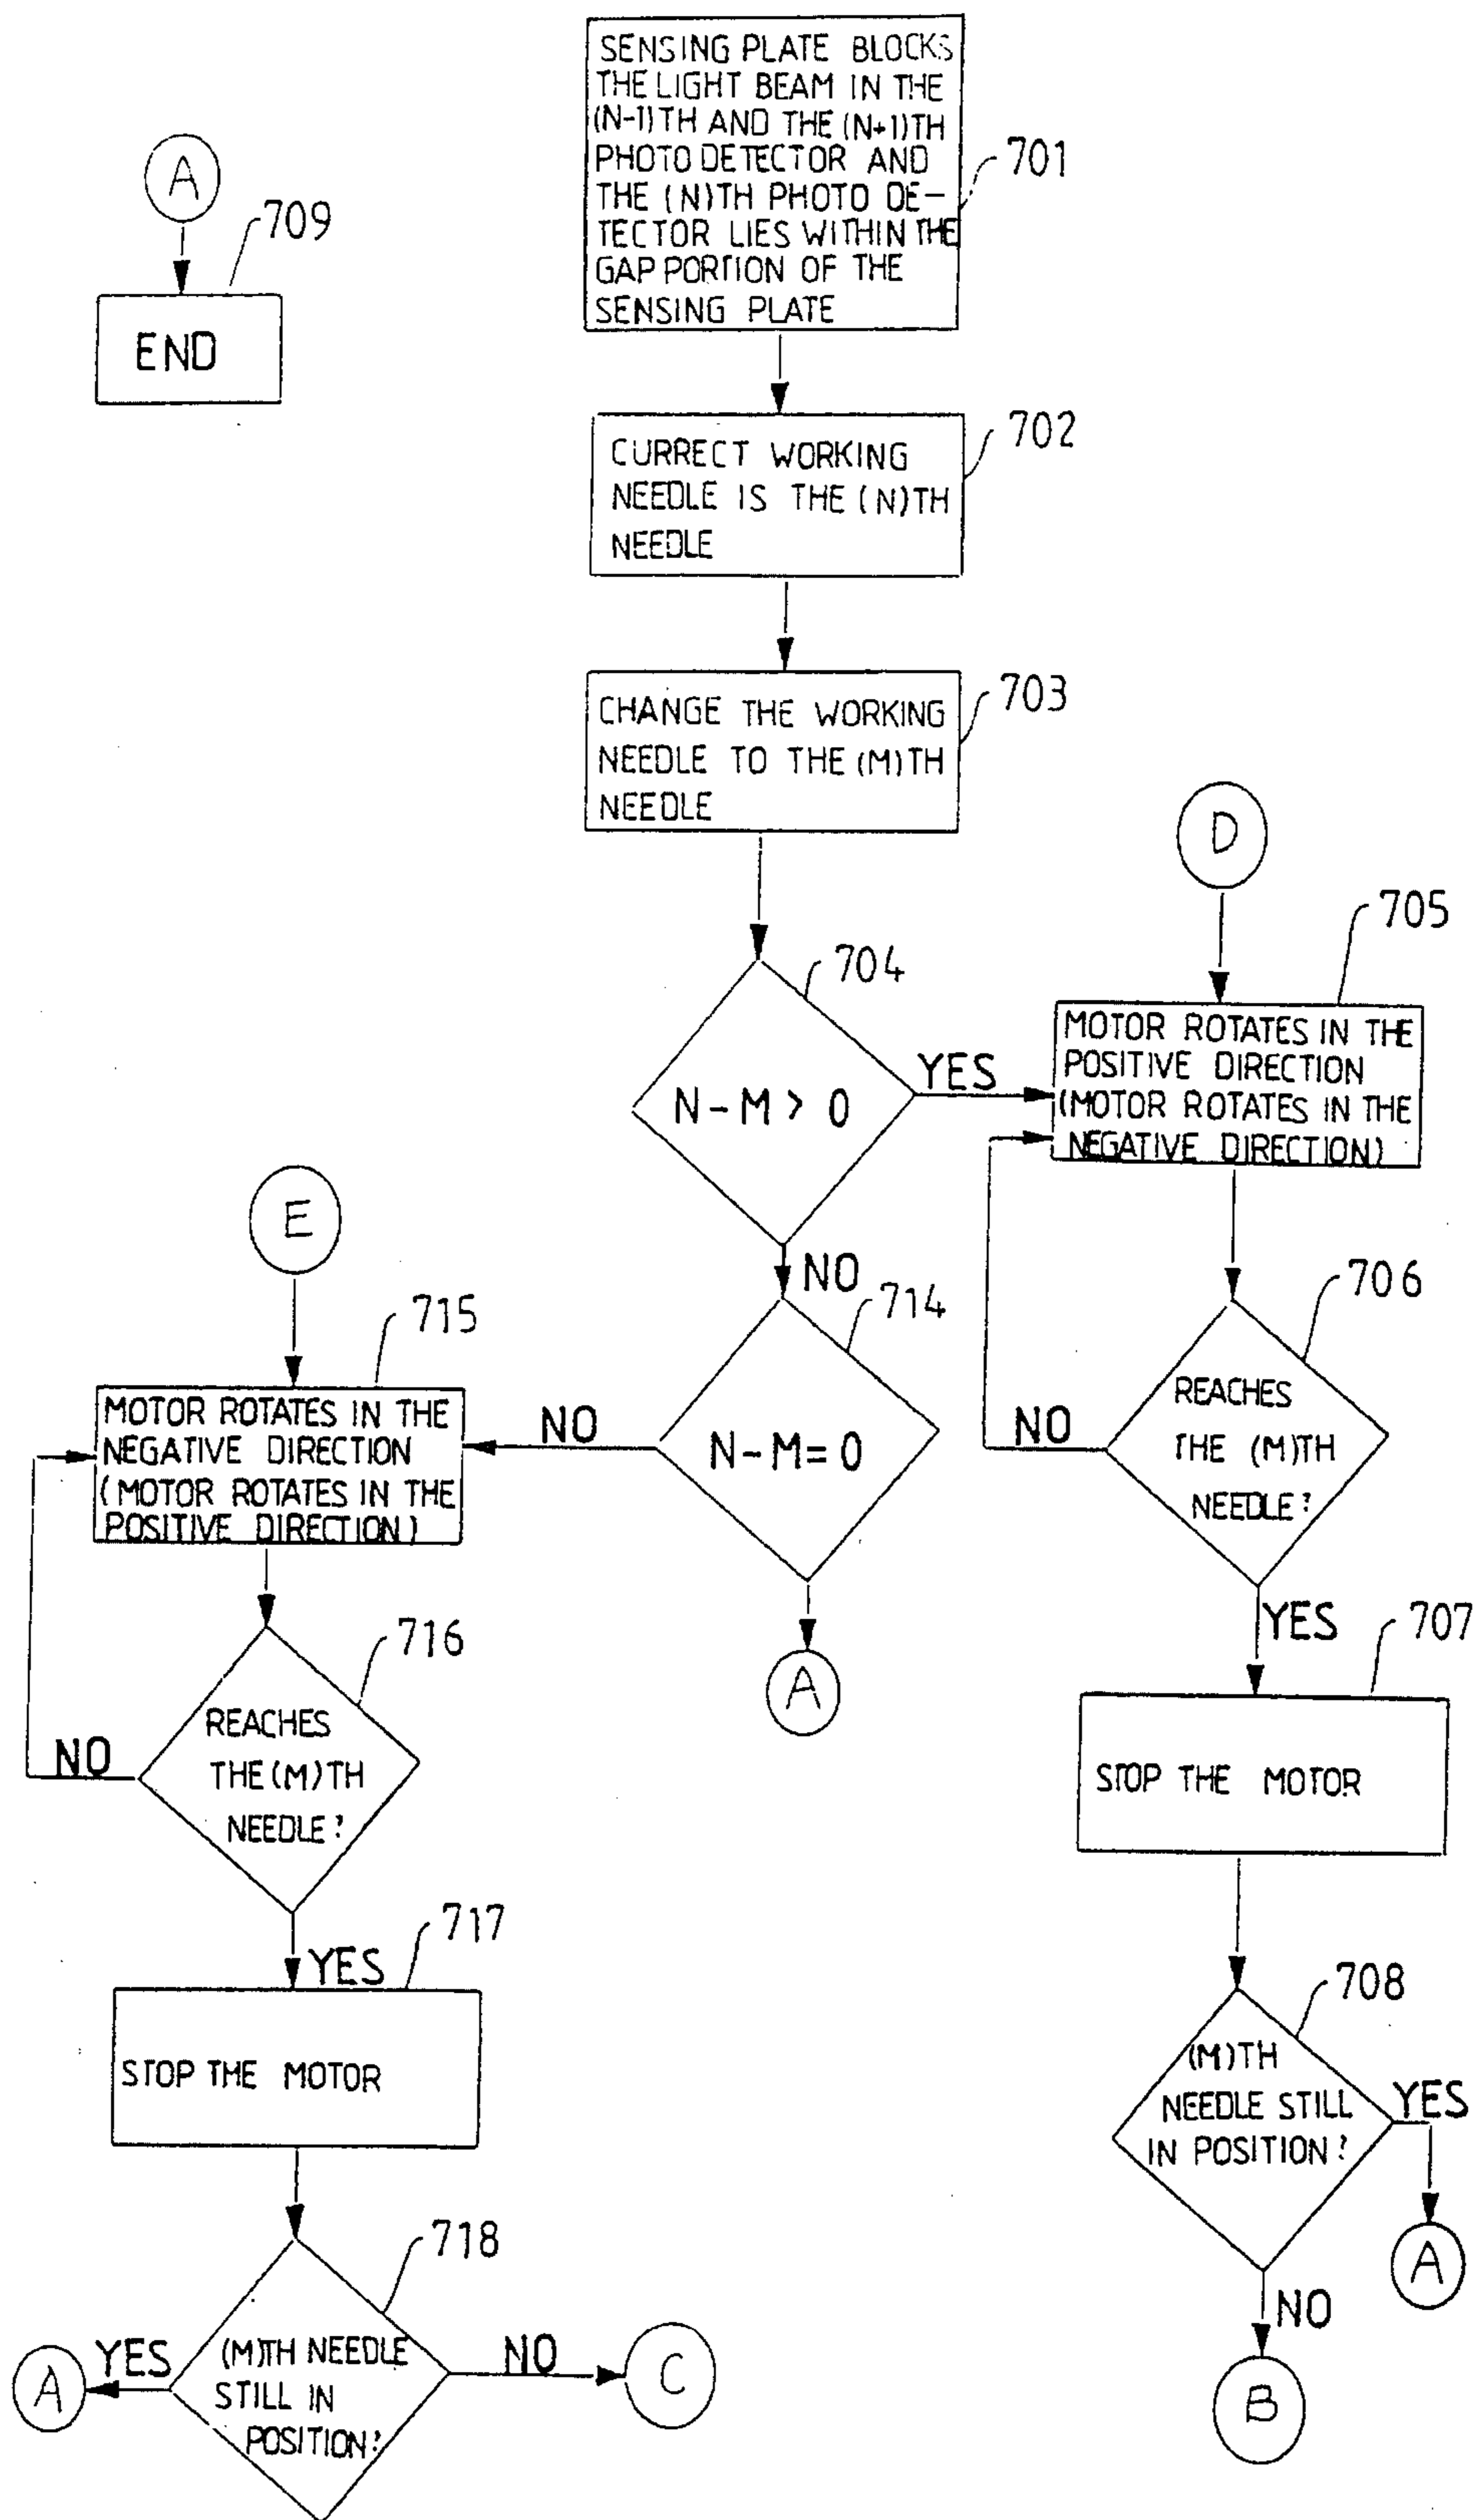 SENSING PLATE BLOCKS
THE LIGHT BEAM IN THE
(N-1)TH AND THE (N+1)TH
PHOTO DETECTOR AND
THE (N)TH PHOTO DE-
TECTOR LIES WITHIN THE
GAP PORTION OF THE
SENSING PLATE
701
A
709
END
CURRECT WORKING
NEEDLE IS THE (N)TH
NEEDLE
702
CHANGE THE WORKING
NEEDLE TO THE (M)TH
NEEDLE
703
D
704
N-M > 0
YES
NO
705
MOTOR ROTATES IN THE
POSITIVE DIRECTION
(MOTOR ROTATES IN THE
NEGATIVE DIRECTION)
E
714
N-M=0
NO
A
706
REACHES
THE (M)TH
NEEDLE?
NO
YES
715
MOTOR ROTATES IN THE
NEGATIVE DIRECTION
(MOTOR ROTATES IN THE
POSITIVE DIRECTION)
716
REACHES
THE (M)TH
NEEDLE?
NO
YES
707
STOP THE MOTOR
717
STOP THE MOTOR
708
(M)TH
NEEDLE STILL
IN POSITION?
YES
A
NO
B
718
(M)TH NEEDLE
STILL IN
POSITION?
YES
A
NO
C